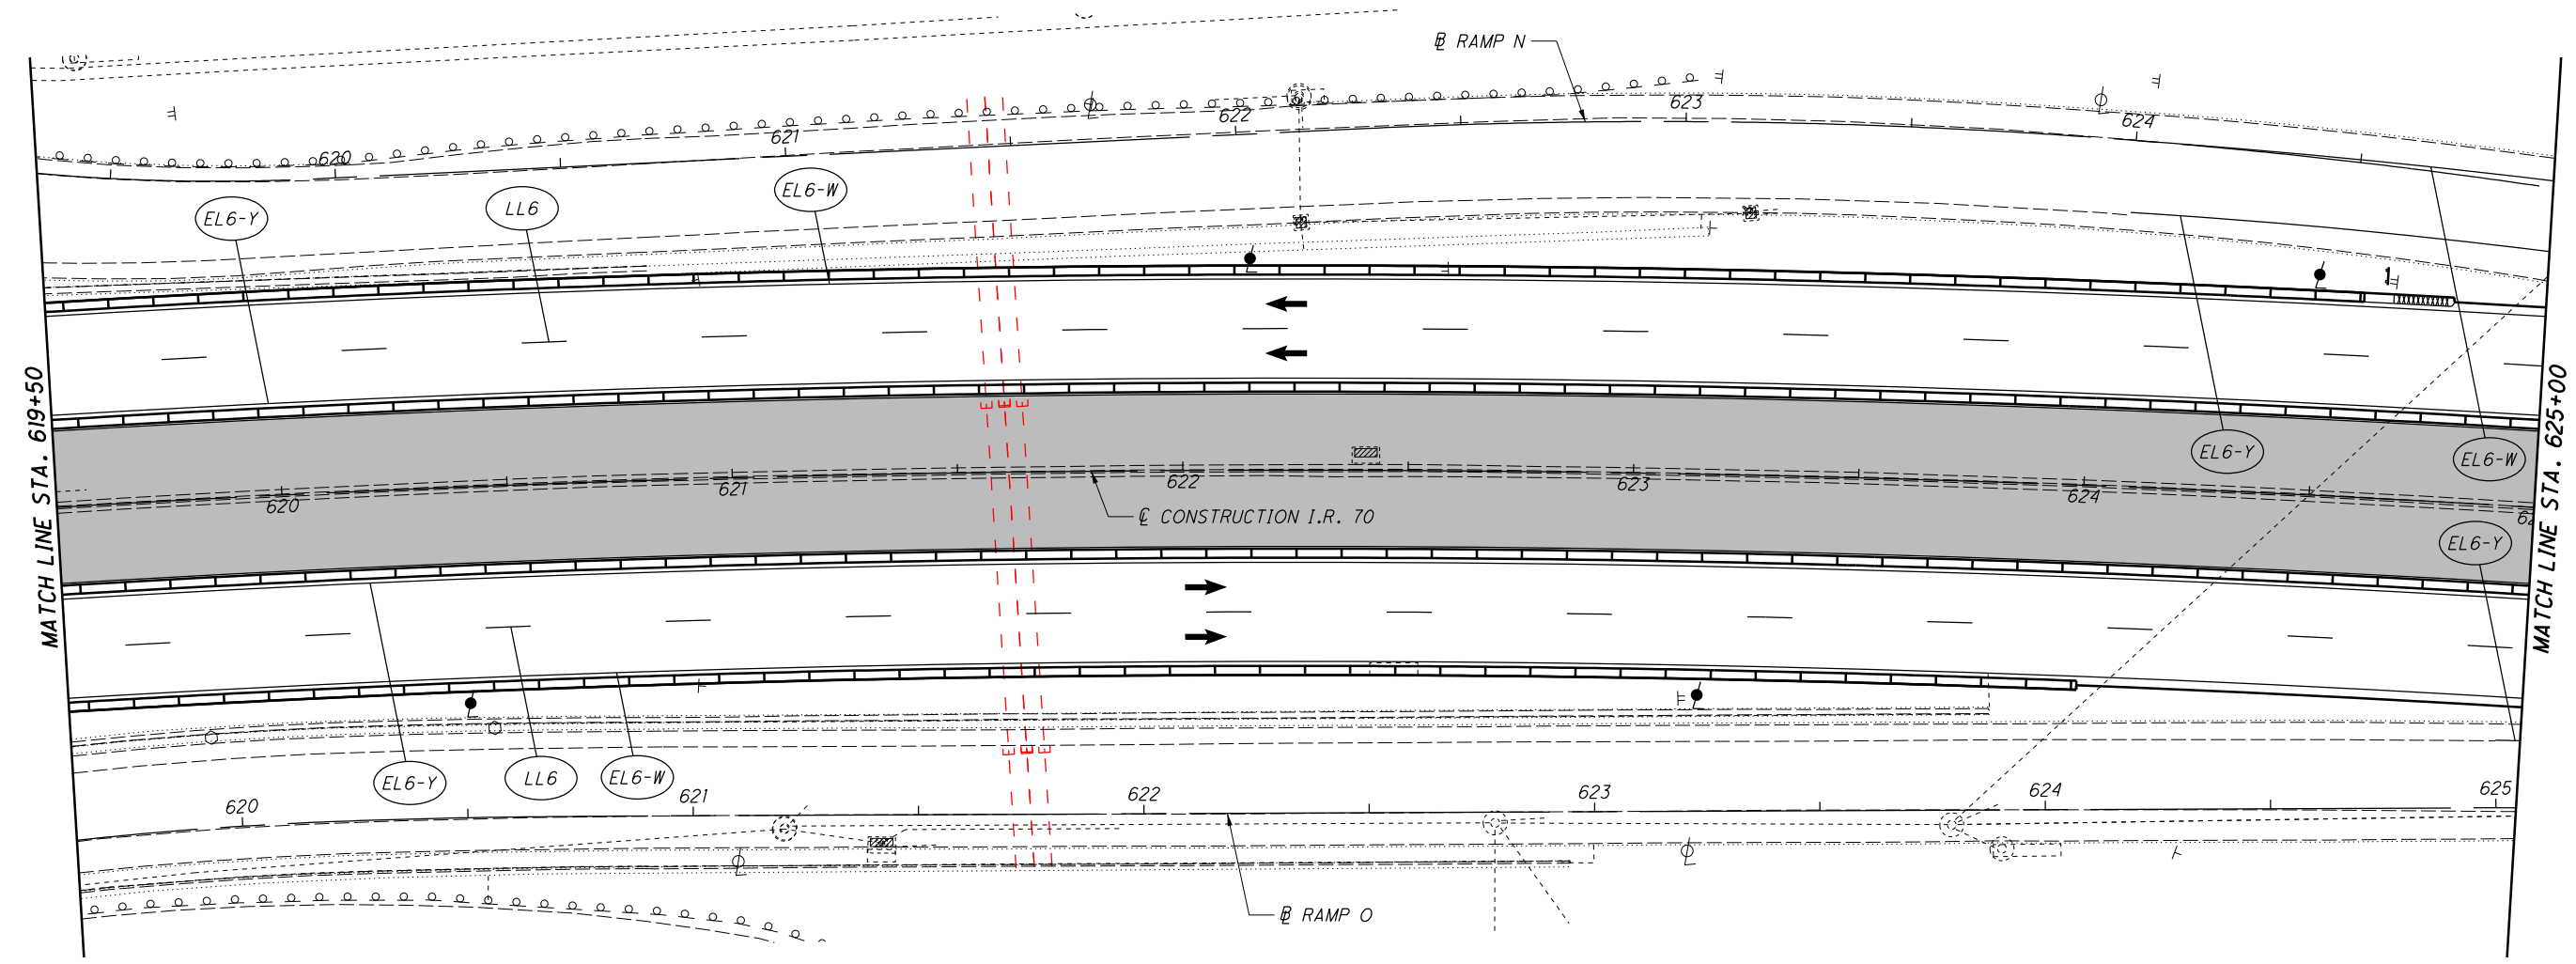 ℄ RAMP N
620
621
622
623
624
EL6-Y
LL6
EL6-W
1
MATCH LINE STA. 619+50
MATCH LINE STA. 625+00
620
621
622
623
624
℄ CONSTRUCTION I.R. 70
EL6-Y
EL6-W
EL6-Y
EL6-Y
LL6
EL6-W
620
621
622
623
624
625
℄ RAMP O